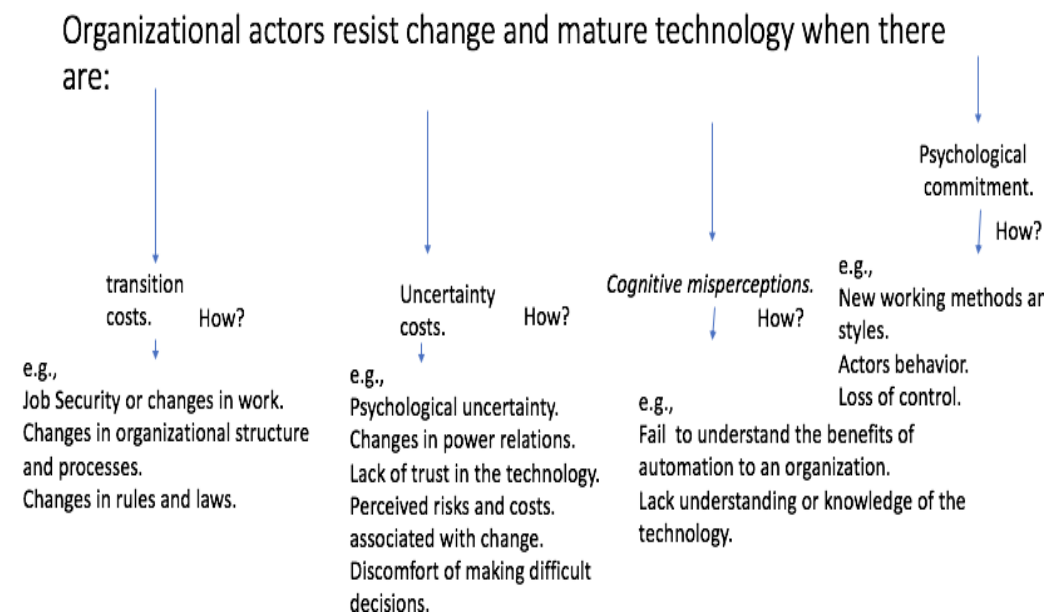 Organizational actors resist change and mature technology when there
are:
transition
costs.
How?
e.g.,
Job Security or changes in work.
Changes in organizational structure
and processes.
Changes in rules and laws.
Uncertainty
costs.
How?
e.g.,
Psychological uncertainty.
Changes in power relations.
Lack of trust in the technology.
Perceived risks and costs.
associated with change.
Discomfort of making difficult
decisions.
Cognitive misperceptions.
How?
e.g.,
Fail to understand the benefits of
automation to an organization.
Lack understanding or knowledge of the
technology.
Psychological
commitment.
How?
e.g.,
New working methods
styles.
Actors behavior.
Loss of control.